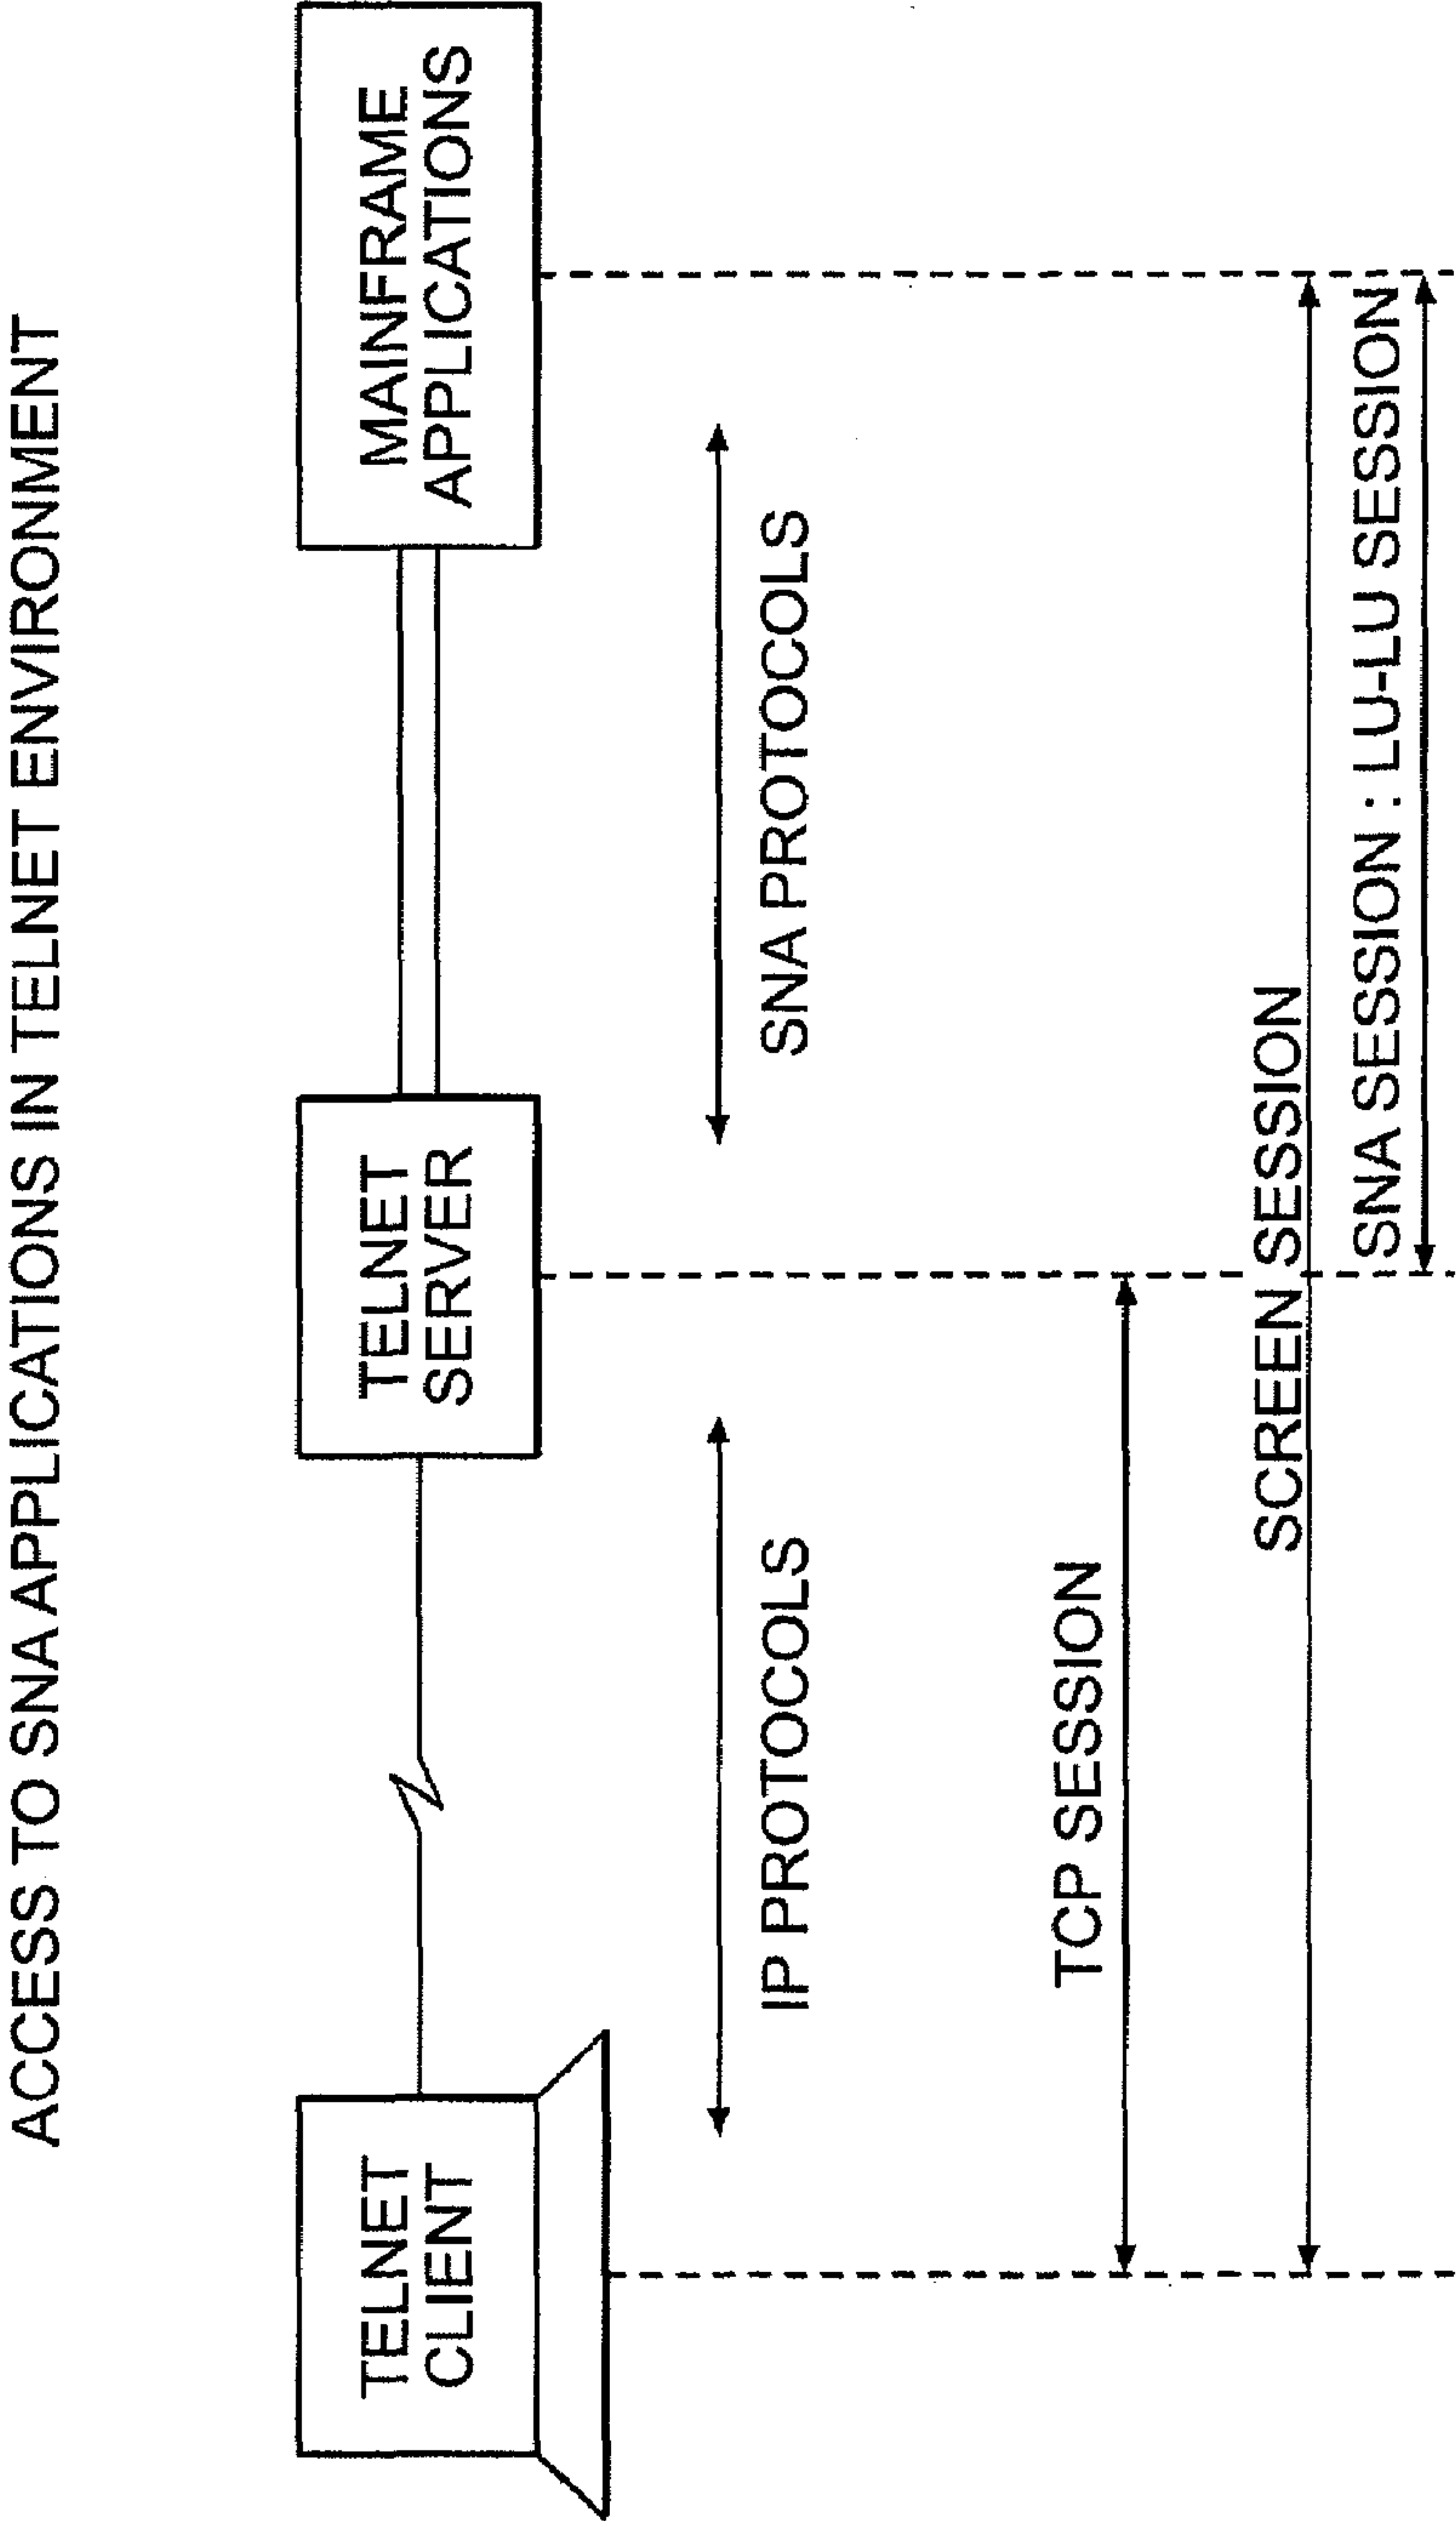 ACCESS TO SNA APPLICATIONS IN TELNET ENVIRONMENT
TELNET
CLIENT
TELNET
SERVER
MAINFRAME
APPLICATIONS
IP PROTOCOLS
SNA PROTOCOLS
TCP SESSION
SCREEN SESSION
SNA SESSION : LU-LU SESSION